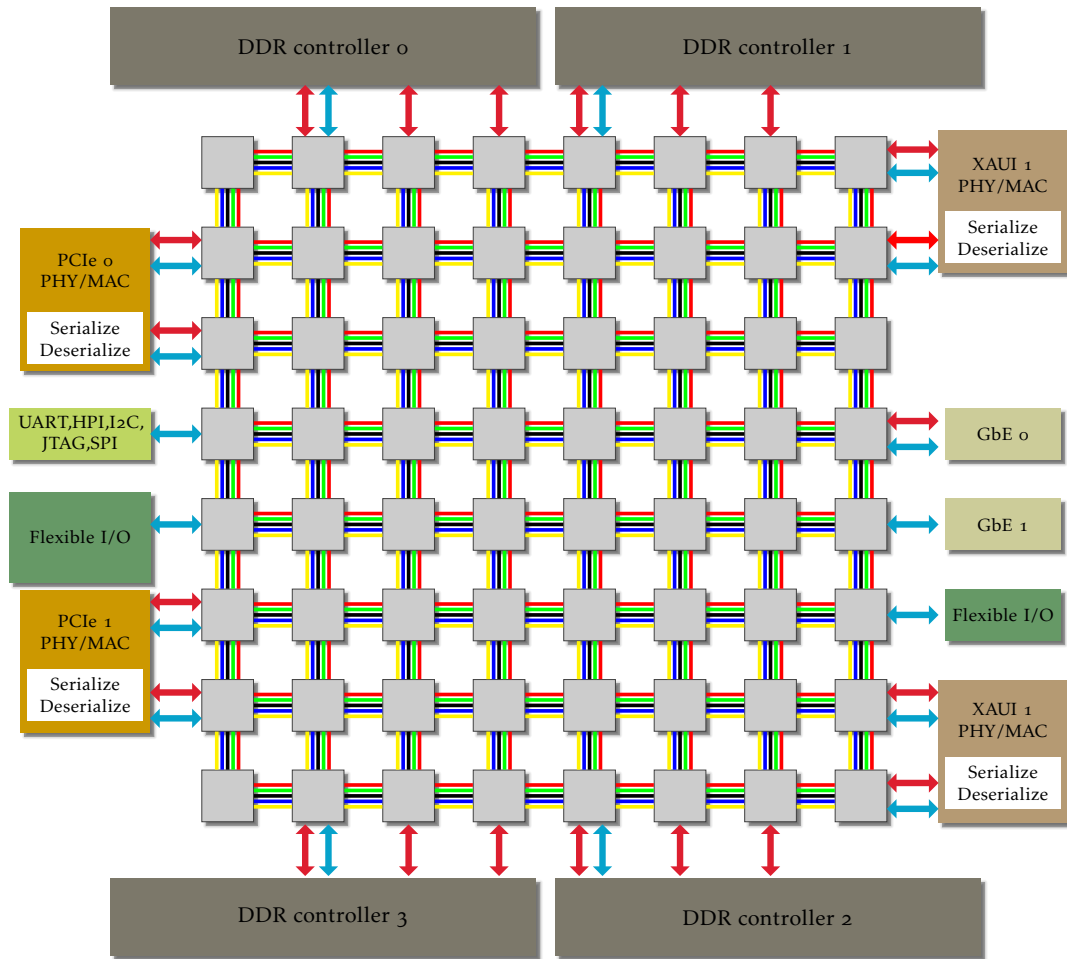 DDR controller 0
DDR controller 1
XAUI 1
PHY/MAC
Serialize
Deserialize
PCIe 0
PHY/MAC
Serialize
Deserialize
UART,HPI,I2C,
JTAG,SPI
GbE 0
Flexible I/O
GbE 1
PCIe 1
PHY/MAC
Serialize
Deserialize
Flexible I/O
XAUI 1
PHY/MAC
Serialize
Deserialize
DDR controller 3
DDR controller 2